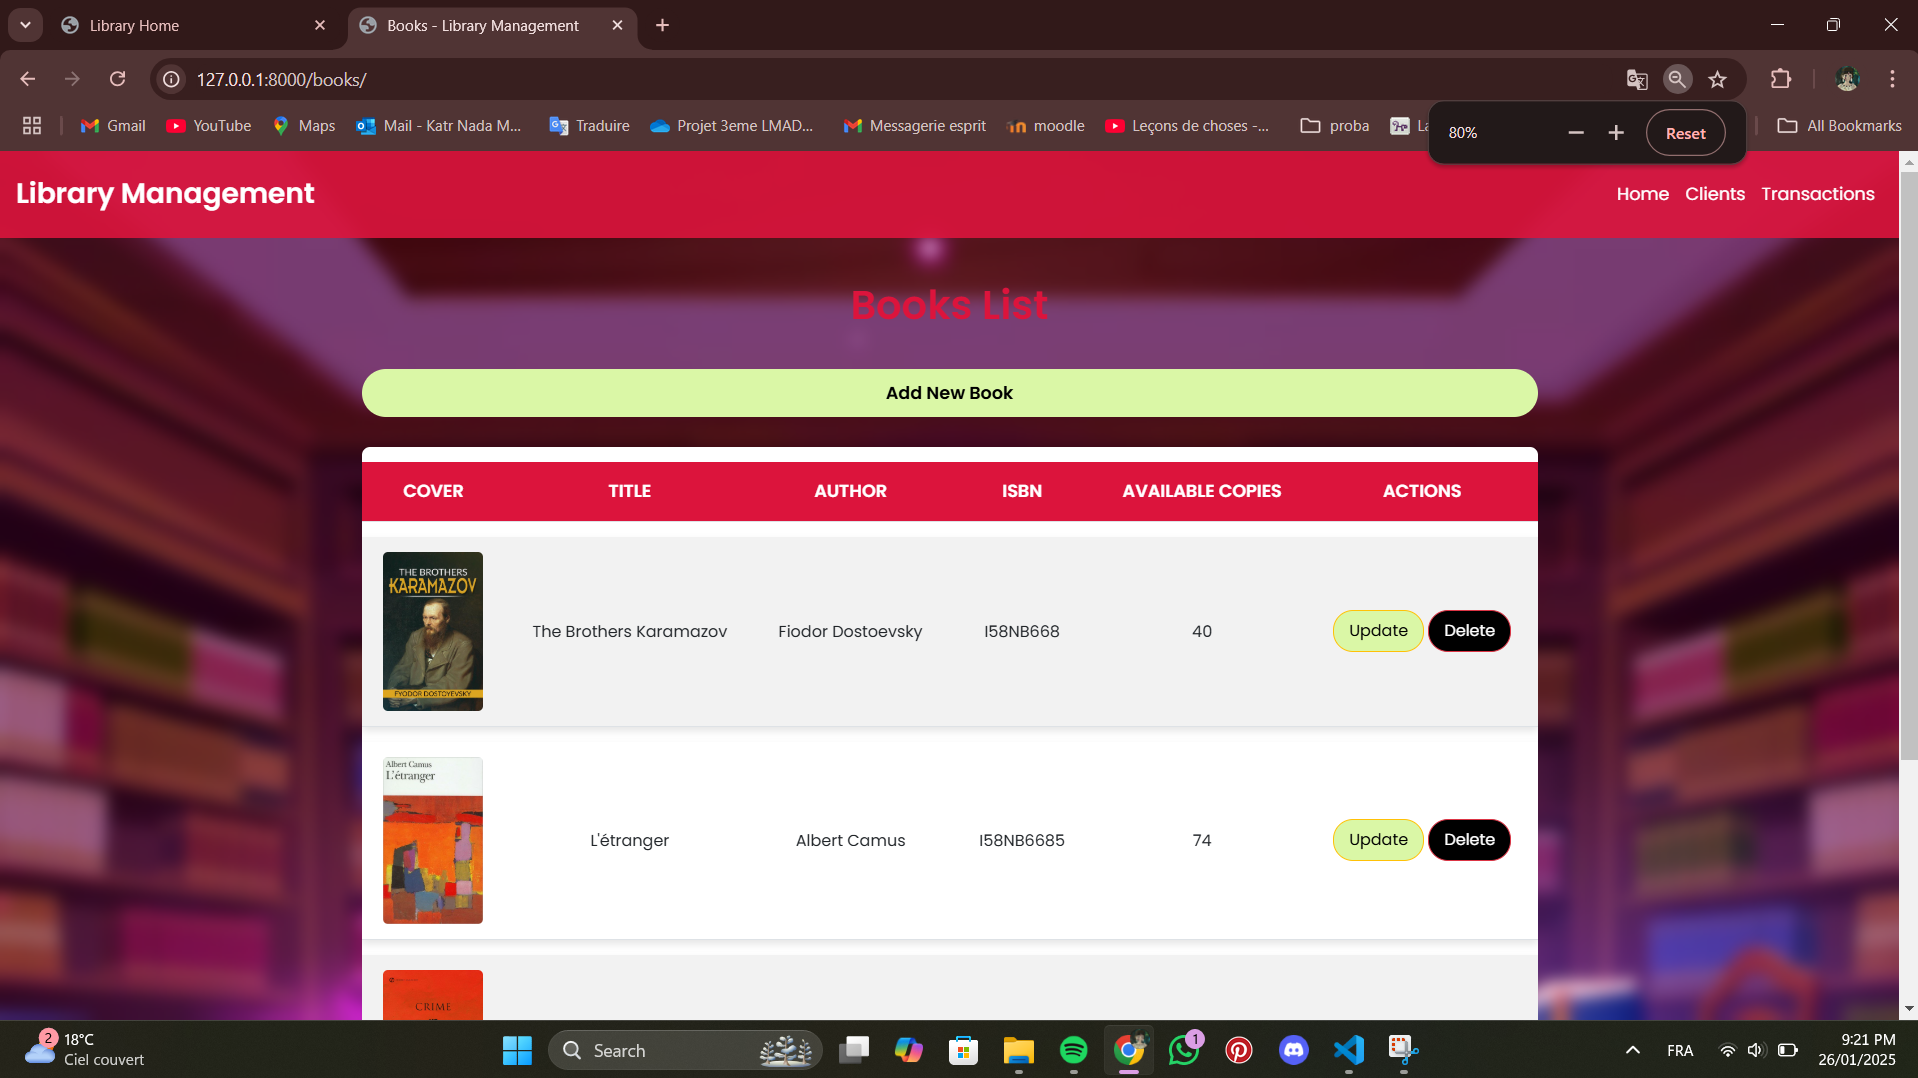 Library Home
Books - Library Management
127.0.0.1:8000/books/
Gmail
YouTube
Maps
Mail - Katr Nada M...
Traduire
Projet 3eme LMAD...
Messagerie esprit
moodle
Leçons de choses -...
proba
All Bookmarks
80%
Reset
Library Management
Home Clients Transactions
Books List
Add New Book
COVER TITLE AUTHOR ISBN AVAILABLE COPIES ACTIONS
THE BROTHERS
KARAMAZOV
FYODOR DOSTOYEVSKY
The Brothers Karamazov Fiodor Dostoevsky I58NB668 40 Update Delete
Albert Camus
L'étranger
L'étranger Albert Camus I58NB6685 74 Update Delete
CRIME
2
18°C
Ciel couvert
Search
1
FRA
9:21 PM
26/01/2025